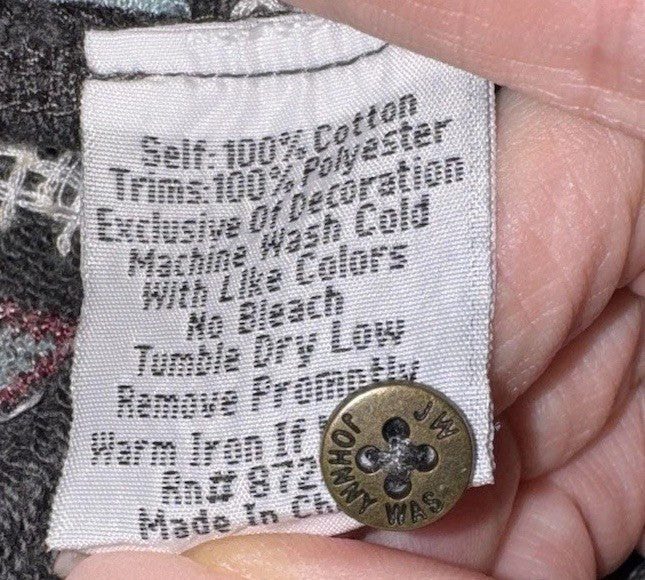 Self: 100% Cotton
Trims: 100% Polyester
Exclusive Of Decoration
Machine Wash Cold
With Like Colors
No Bleach
Tumble Dry Low
Remove Promptly
Warm Iron If
Rn# 872
Made In Ch
JW
JOHNNY WAS